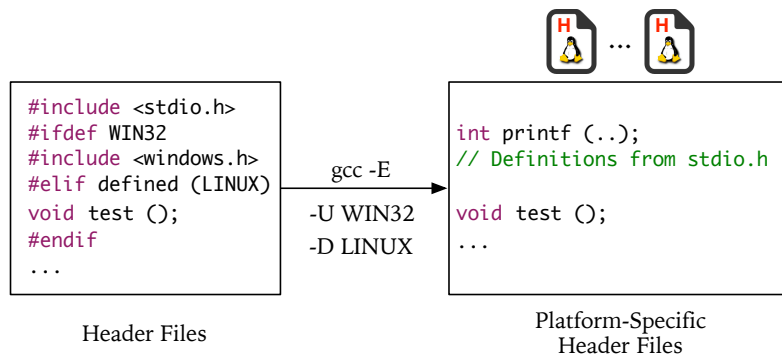 H ... H
#include <stdio.h>
#ifdef WIN32
#include <windows.h>
#elif defined (LINUX)
void test ();
#endif
...
Header Files
gcc -E
-U WIN32
-D LINUX
int printf (..);
// Definitions from stdio.h
void test ();
...
Platform-Specific
Header Files